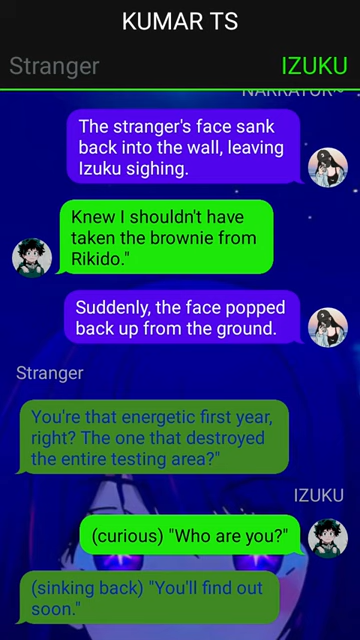 KUMAR TS
Stranger
IZUKU
NARRATOR~
The stranger's face sank
back into the wall, leaving
Izuku sighing.
Knew I shouldn't have
taken the brownie from
Rikido."
Suddenly, the face popped
back up from the ground.
Stranger
You're that energetic first year,
right? The one that destroyed
the entire testing area?"
IZUKU
(curious) "Who are you?"
(sinking back) "You'll find out
soon."